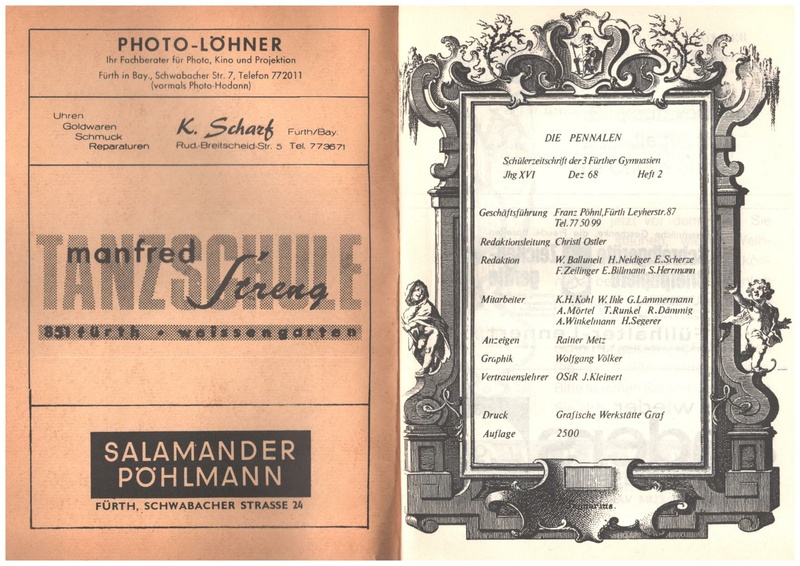 PHOTO-LÖHNER
Ihr Fachberater für Photo, Kino und Projektion
Fürth in Bay., Schwabacher Str. 7, Telefon 772011
(vormals Photo-Hodann)
Uhren
Goldwaren
Schmuck
Reparaturen
K. Scharf Fürth/Bay.
Rud.-Breitscheid-Str. 5 Tel. 773671
TANZSCHULE
manfred
Streng
851 fürth • weissengarten
SALAMANDER
PÖHLMANN
FÜRTH, SCHWABACHER STRASSE 24
DIE PENNALEN
Schülerzeitschrift der 3 Fürther Gymnasien
Jhg XVI Dez 68 Heft 2
Geschäftsführung Franz Pöhnl, Fürth Leyherstr. 87
Tel. 77 50 99
Redaktionsleitung Christl Ostler
Redaktion W. Balluneit H. Neidiger E. Scherze
F. Zeilinger E. Billmann S. Herrmann
Mitarbeiter K.H. Kohl W. Ihle G. Lämmermann
A. Mörtel T. Runkel R. Dämmig
A. Winkelmann H. Segerer
Anzeigen Rainer Metz
Graphik Wolfgang Völker
Vertrauenslehrer OStR J. Kleinert
Druck Grafische Werkstätte Graf
Auflage 2500